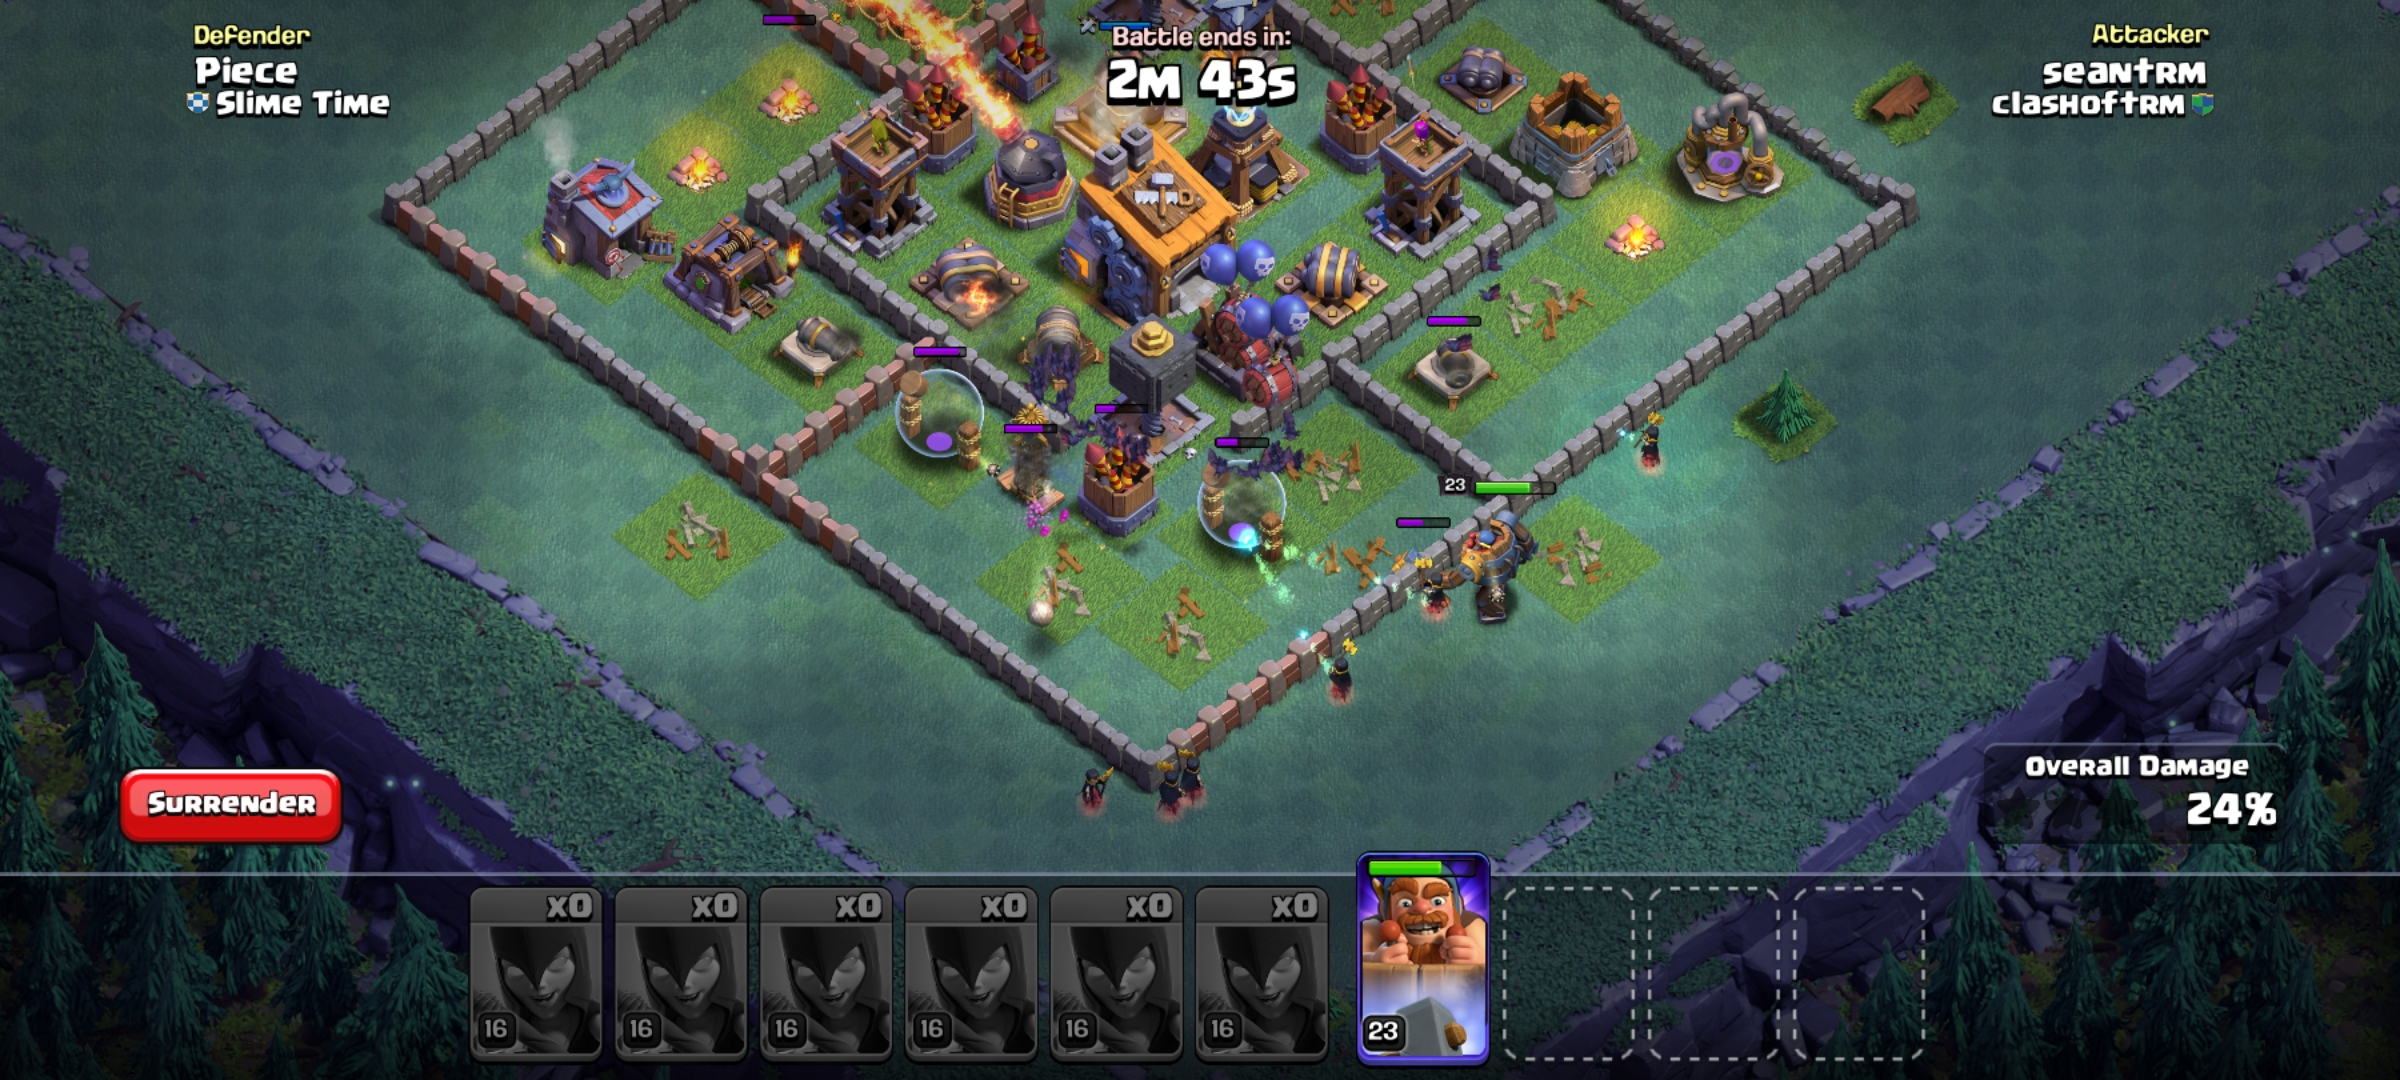 Defender
Piece
Slime Time
Battle ends in:
2M 43s
Attacker
seantRM
clashoftRM
23
Surrender
Overall Damage
24%
x0 x0 x0 x0 x0 x0
16 16 16 16 16 16 23